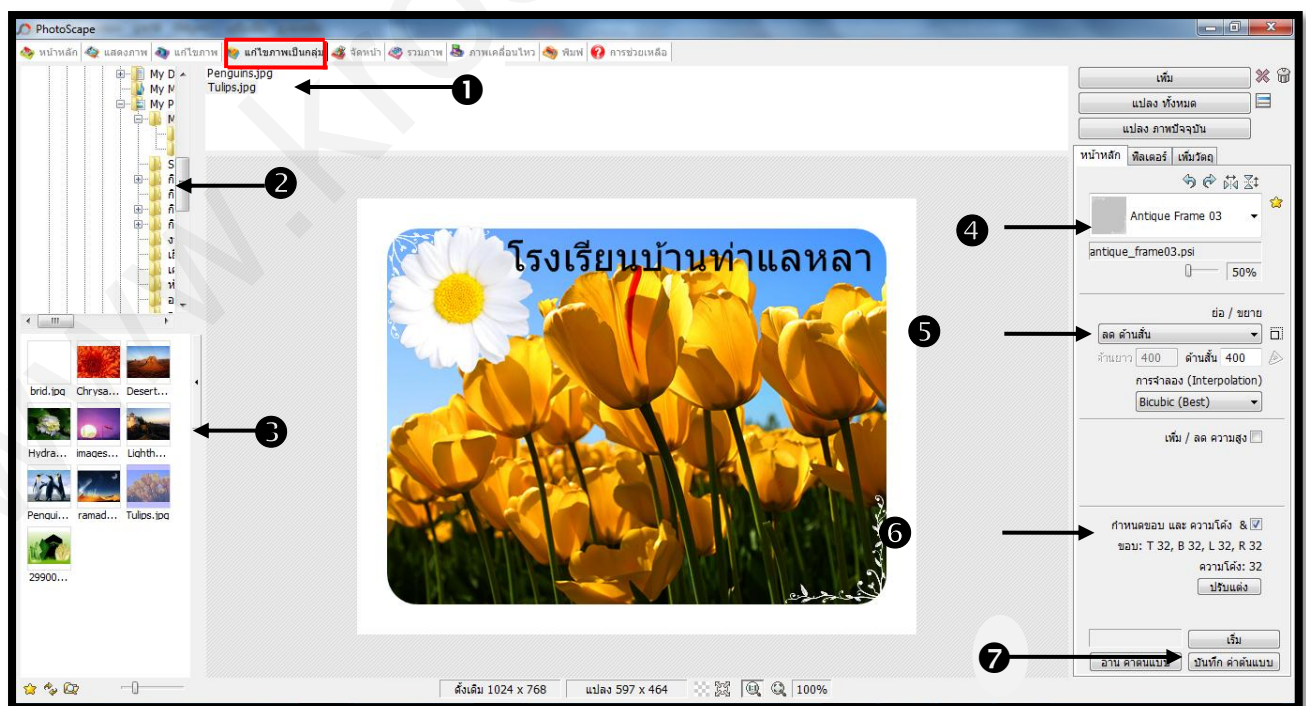 PhotoScape
หน้าหลัก แสดงภาพ แก้ไขภาพ แก้ไขภาพเป็นกลุ่ม จัดหน้า รวมภาพ ภาพเคลื่อนไหว พิมพ์ การช่วยเหลือ
My D
My M
My P
M
S
Penguins.jpg
Tulips.jpg
❶
❷
❸
brid.jpg Chrysa... Desert...
Hydra... images... Lighth...
Pengui... ramad... Tulips.jpg
29900...
โรงเรียนบ้านท่าแลหลา
❹
❺
❻
❼
เพิ่ม
แปลง ทั้งหมด
แปลง ภาพปัจจุบัน
หน้าหลัก ฟิลเตอร์ เพิ่มวัตถุ
Antique Frame 03
antique_frame03.psi
50%
ย่อ / ขยาย
ลด ด้านสั้น
ด้านยาว 400 ด้านสั้น 400
การจำลอง (Interpolation)
Bicubic (Best)
เพิ่ม / ลด ความสูง
กำหนดขอบ และ ความโค้ง &
ขอบ: T 32, B 32, L 32, R 32
ความโค้ง: 32
ปรับแต่ง
เริ่ม
อ่าน ค่าต้นแบบ บันทึก ค่าต้นแบบ
ดั้งเดิม 1024 x 768 แปลง 597 x 464 100%